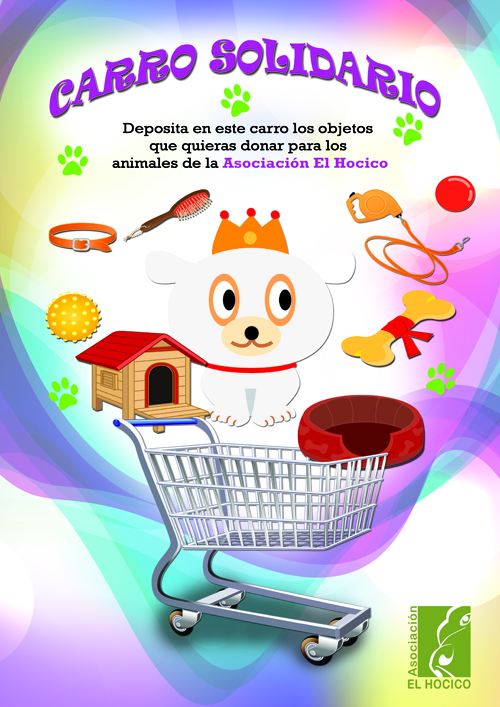 CARRO SOLIDARIO
Deposita en este carro los objetos
que quieras donar para los
animales de la Asociación El Hocico
Asociación
EL HOCICO